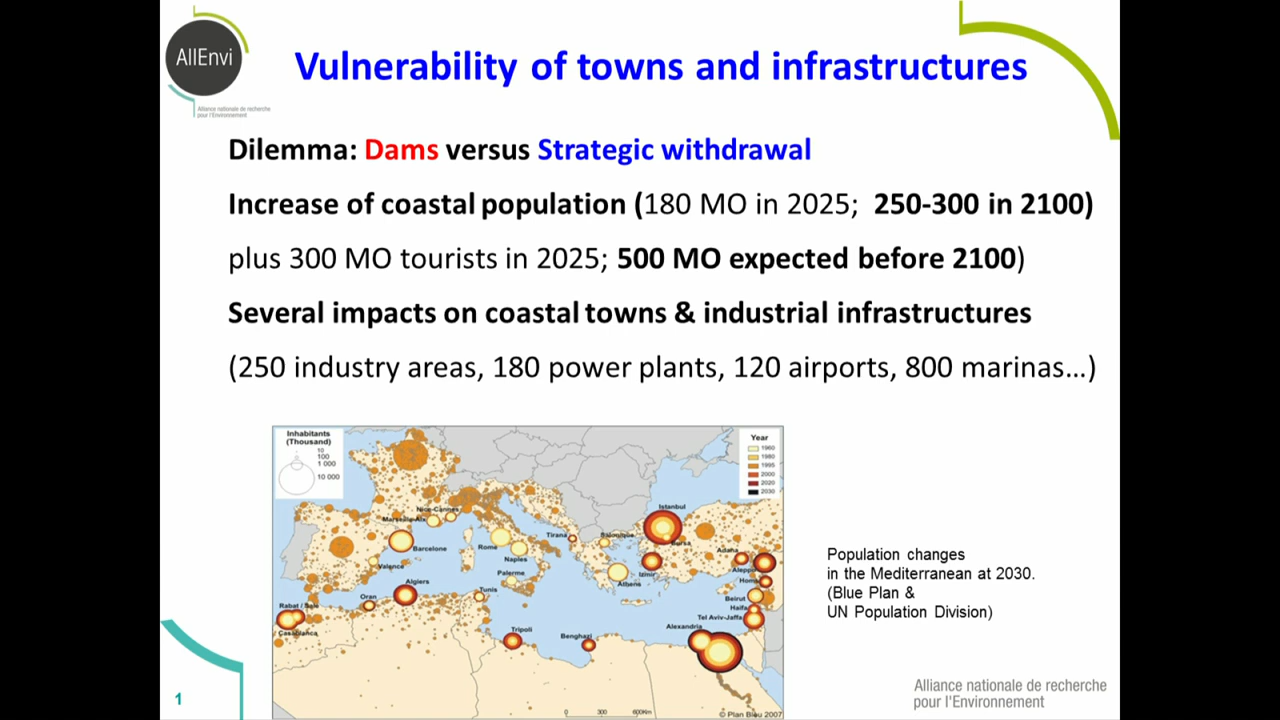 AllEnvi
Alliance nationale de recherche
pour l'Environnement
Vulnerability of towns and infrastructures
Dilemma: Dams versus Strategic withdrawal
Increase of coastal population (180 MO in 2025; 250-300 in 2100)
plus 300 MO tourists in 2025; 500 MO expected before 2100)
Several impacts on coastal towns & industrial infrastructures
(250 industry areas, 180 power plants, 120 airports, 800 marinas...)
Inhabitants
(Thousand)
10
100
1 000
10 000
Year
1960
1980
1995
2000
2020
2030
Istanbul
Bursa
Nice-Cannes
Marseille-Aix
Barcelone
Rome
Naples
Tirana
Salonique
Izmir
Adana
Aleppo
Valence
Palerme
Athens
Homs
Algiers
Oran
Tunis
Beirut
Haifa
Rabat / Salé
Casablanca
Tel Aviv-Jaffa
Tripoli
Benghazi
Alexandria
0 300 600Km
© Plan Bleu 2007
Population changes
in the Mediterranean at 2030.
(Blue Plan &
UN Population Division)
1
Alliance nationale de recherche
pour l'Environnement